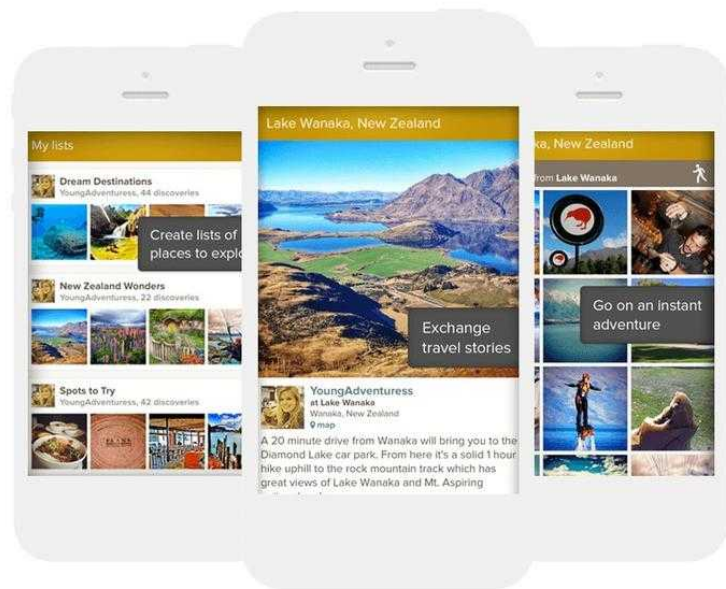 My lists
Dream Destinations
YoungAdventuress, 44 discoveries
Create lists of
places to explo
New Zealand Wonders
YoungAdventuress, 22 discoveries
Spots to Try
YoungAdventuress, 42 discoveries
Lake Wanaka, New Zealand
Exchange
travel stories
YoungAdventuress
at Lake Wanaka
Wanaka, New Zealand
map
A 20 minute drive from Wanaka will bring you to the
Diamond Lake car park. From here it's a solid 1 hour
hike uphill to the rock mountain track which has
great views of Lake Wanaka and Mt. Aspiring
ka, New Zealand
from Lake Wanaka
Go on an instant
adventure